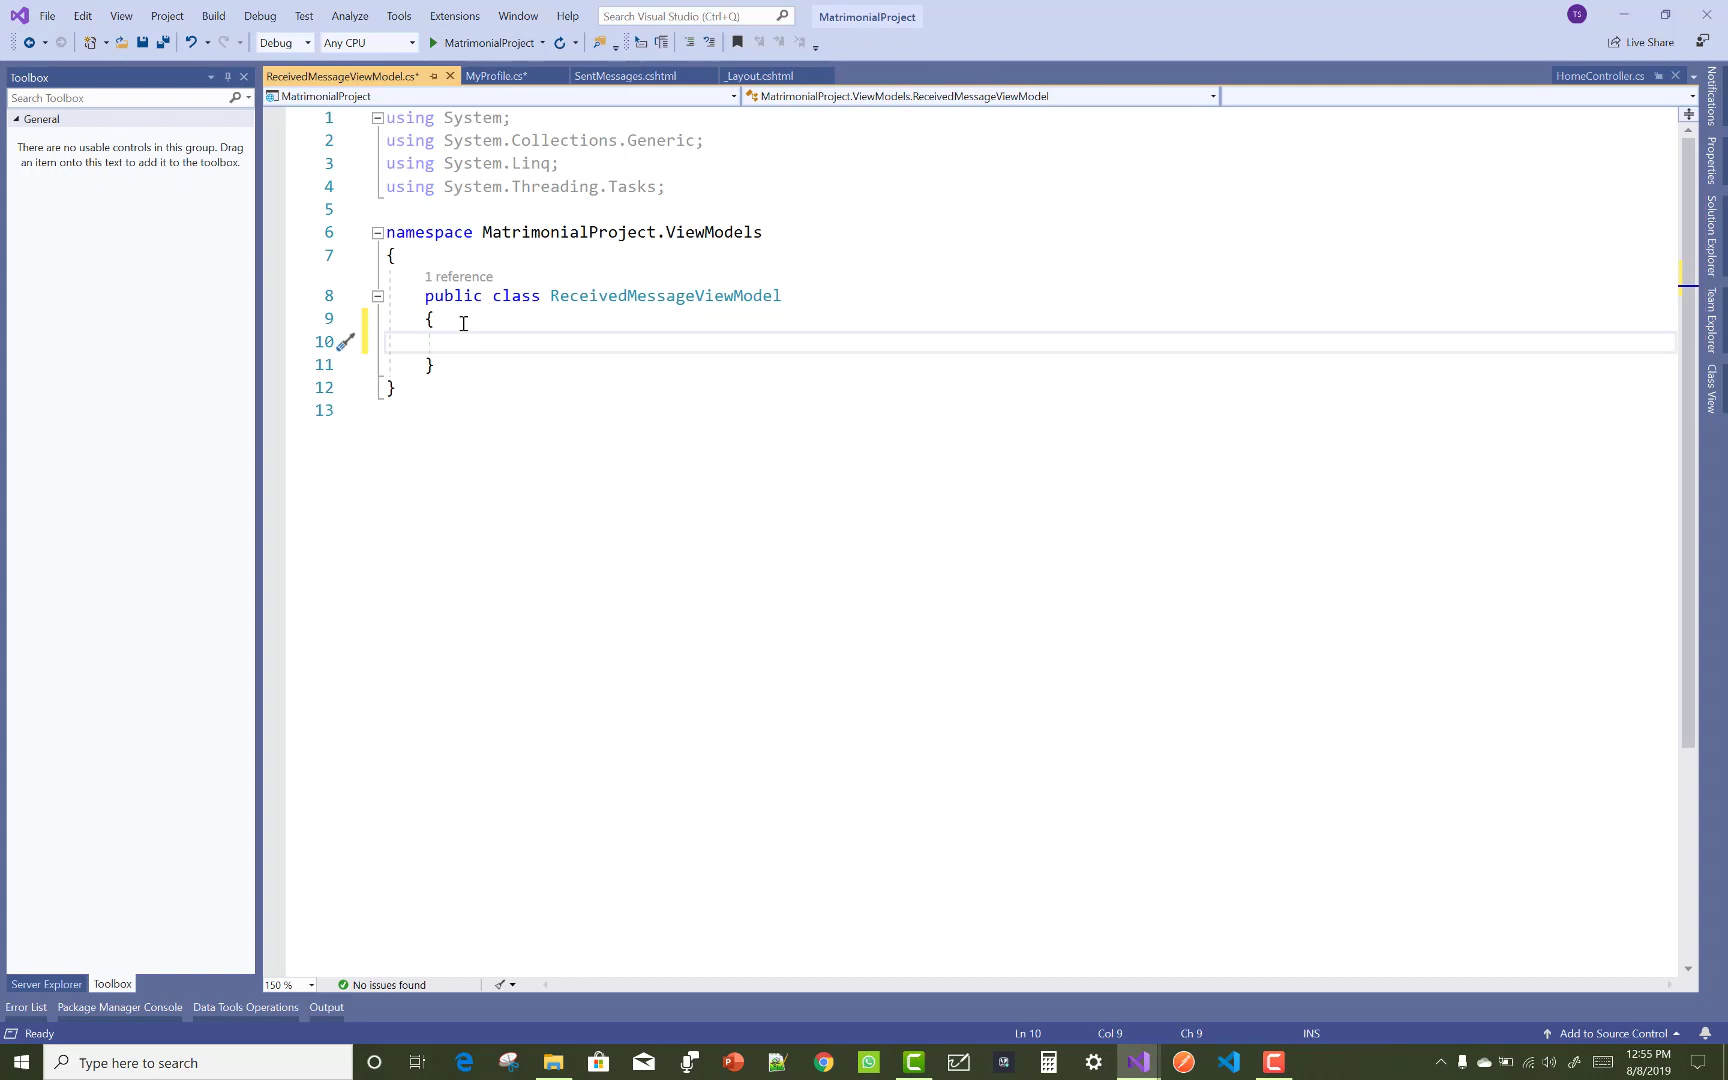 File Edit View Project Build Debug Test Analyze Tools Extensions Window Help Search Visual Studio (Ctrl+Q) MatrimonialProject TS
Debug Any CPU MatrimonialProject Live Share
Toolbox
Search Toolbox
General
There are no usable controls in this group. Drag
an item onto this text to add it to the toolbox.
ReceivedMessageViewModel.cs* MyProfile.cs* SentMessages.cshtml _Layout.cshtml HomeController.cs
MatrimonialProject MatrimonialProject.ViewModels.ReceivedMessageViewModel
1 using System;
2 using System.Collections.Generic;
3 using System.Linq;
4 using System.Threading.Tasks;
5
6 namespace MatrimonialProject.ViewModels
7 {
1 reference
8 public class ReceivedMessageViewModel
9 {
10
11 }
12 }
13
Notifications
Properties
Solution Explorer
Team Explorer
Class View
150 % No issues found
Server Explorer Toolbox
Error List Package Manager Console Data Tools Operations Output
Ready Ln 10 Col 9 Ch 9 INS Add to Source Control
Type here to search
12:55 PM
8/8/2019